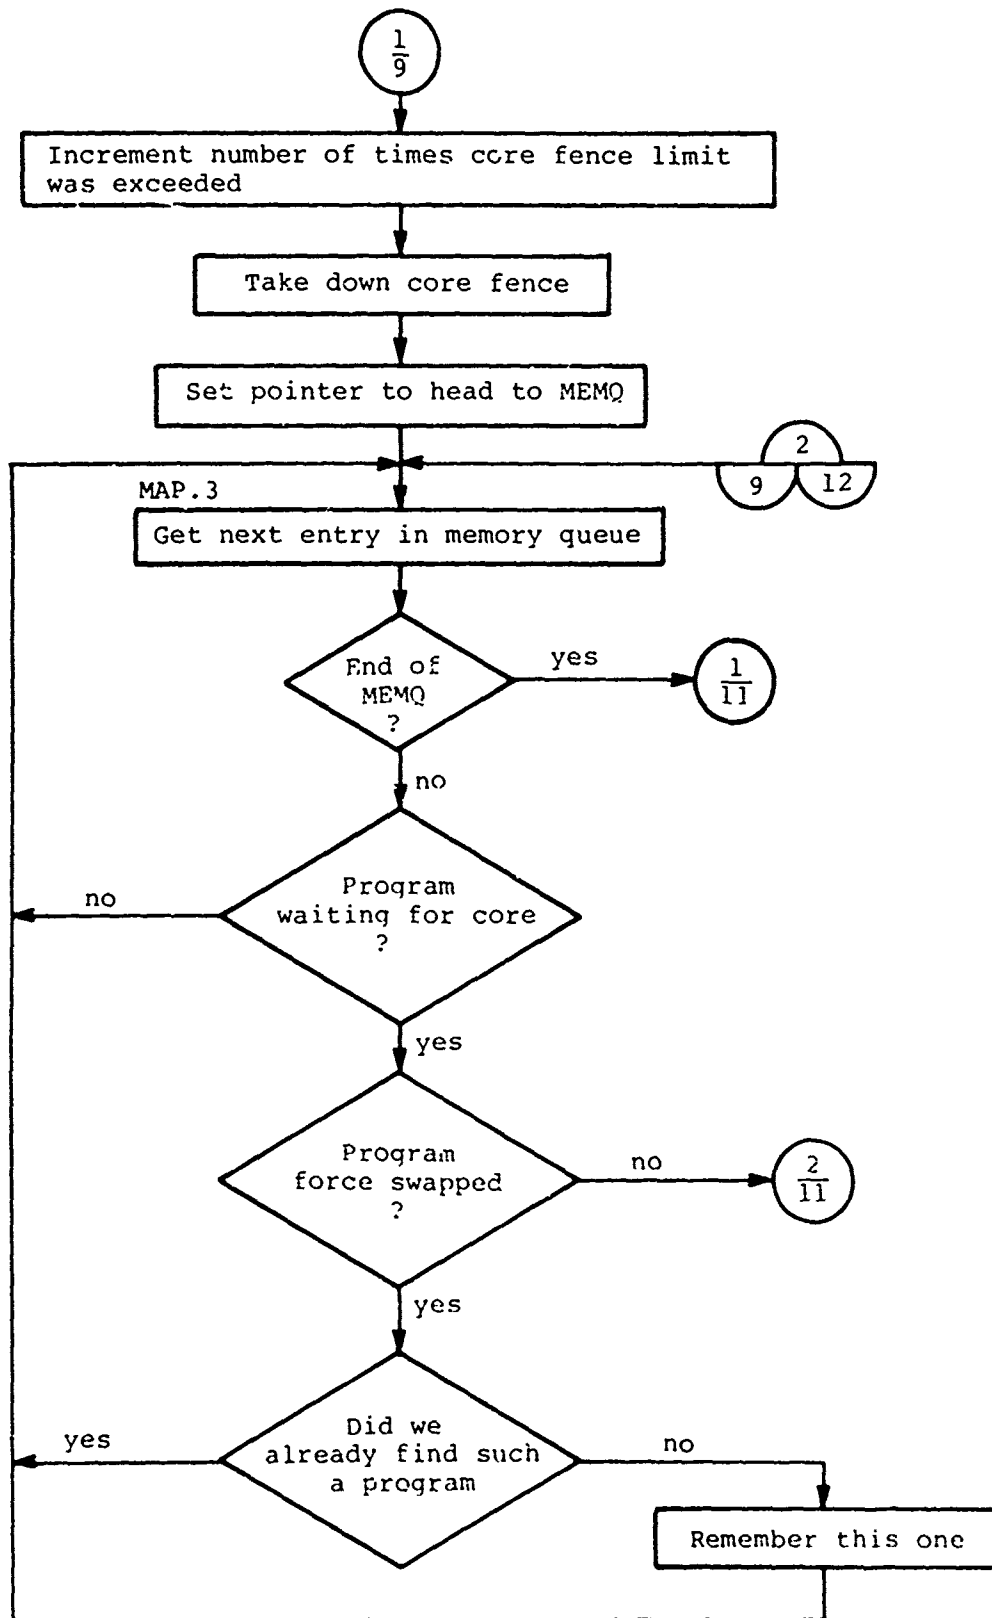 1
9
Increment number of times core fence limit
was exceeded
Take down core fence
Set pointer to head to MEMQ
2
9
12
MAP.3
Get next entry in memory queue
End of
MEMQ
?
yes
1
11
no
Program
waiting for core
?
no
yes
Program
force swapped
?
no
2
11
yes
Did we
already find such
a program
yes
no
Remember this one